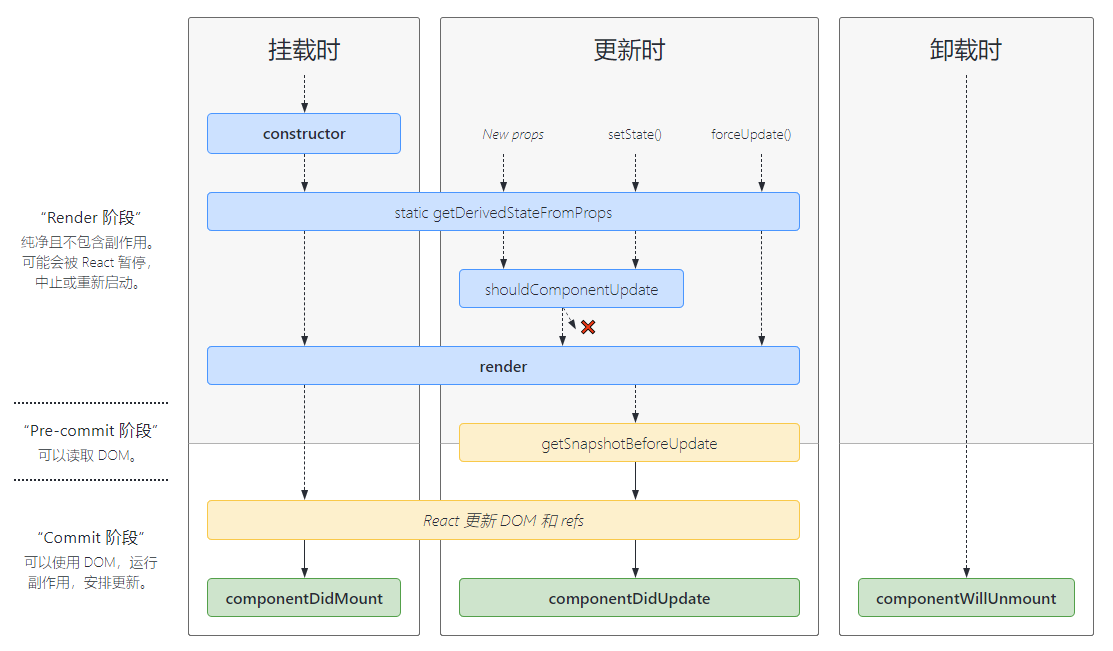 挂载时
更新时
卸载时
constructor
New props
setState()
forceUpdate()
static getDerivedStateFromProps
shouldComponentUpdate
render
getSnapshotBeforeUpdate
React 更新 DOM 和 refs
componentDidMount
componentDidUpdate
componentWillUnmount
“Render 阶段”
纯净且不包含副作用。
可能会被 React 暂停，
中止或重新启动。
“Pre-commit 阶段”
可以读取 DOM。
“Commit 阶段”
可以使用 DOM，运行
副作用，安排更新。